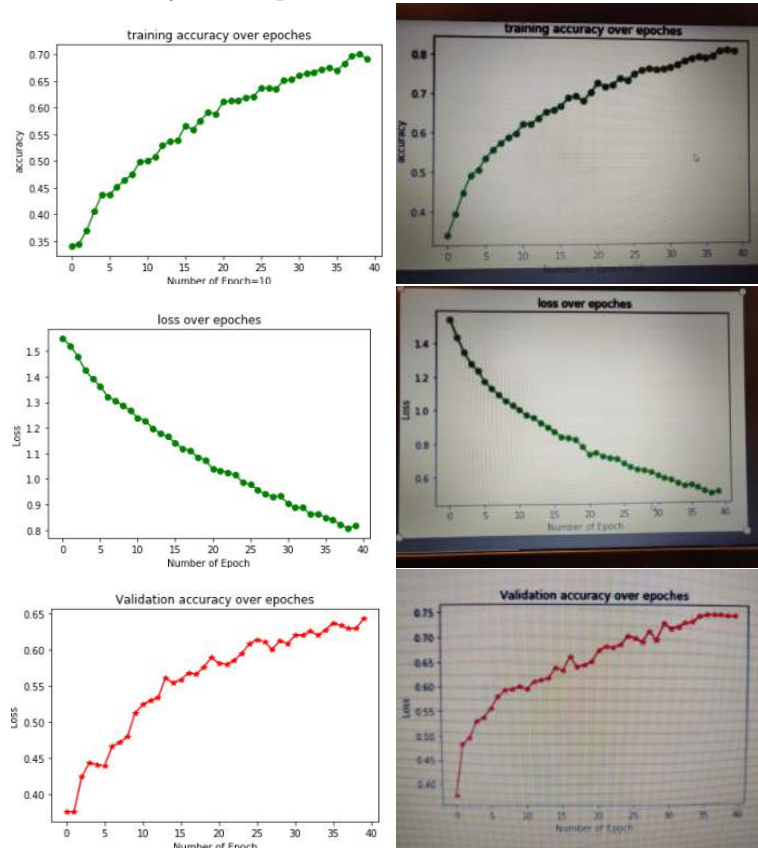 training accuracy over epoches
0.70
0.65
0.60
0.55
0.50
0.45
0.40
0.35
accuracy
0 5 10 15 20 25 30 35 40
Number of Epoch=10
training accuracy over epoches
0.8
0.7
0.6
0.5
0.4
accuracy
0 5 10 15 20 25 30 35 40
Number of Epoch=10
loss over epoches
1.5
1.4
1.3
1.2
1.1
1.0
0.9
0.8
Loss
0 5 10 15 20 25 30 35 40
Number of Epoch
loss over epoches
1.4
1.2
1.0
0.8
0.6
Loss
0 5 10 15 20 25 30 35 40
Number of Epoch
Validation accuracy over epoches
0.65
0.60
0.55
0.50
0.45
0.40
Loss
0 5 10 15 20 25 30 35 40
Number of Epoch
Validation accuracy over epoches
0.75
0.70
0.65
0.60
0.55
0.50
0.45
0.40
Loss
0 5 10 15 20 25 30 35 40
Number of Epoch